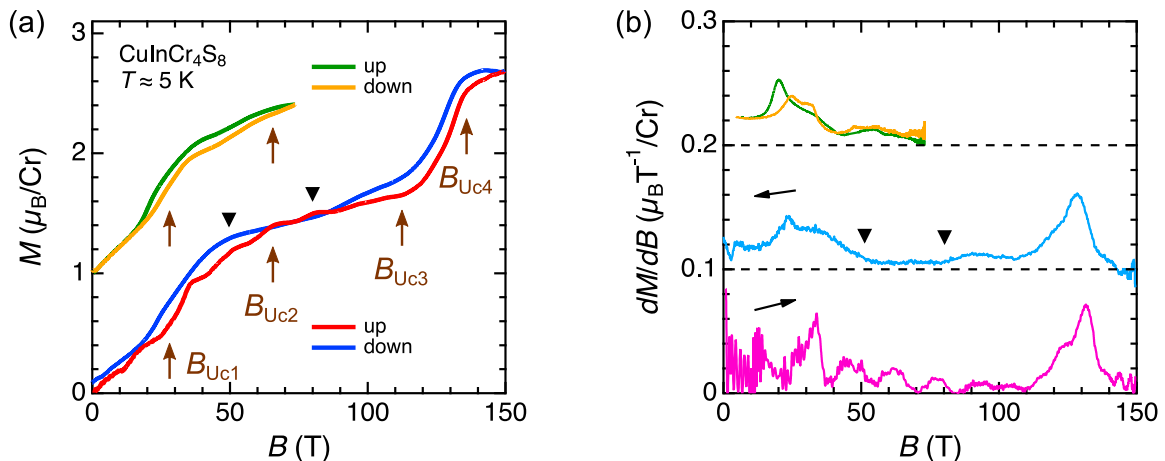 (a)
CuInCr4S8
T ≈ 5 K
up
down
BUc1
BUc2
BUc3
BUc4
up
down
M (μB/Cr)
4
3
2
1
0
0
50
100
150
B (T)
(b)
dM/dB (μBT-1/Cr)
0.3
0.2
0.1
0
0
50
100
150
B (T)